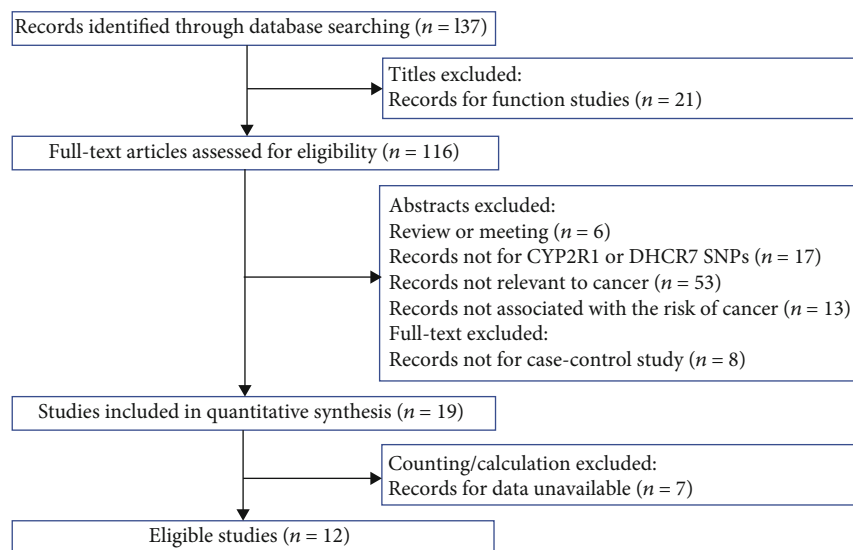 Records identified through database searching (n = l37)
Titles excluded:
Records for function studies (n = 21)
Full-text articles assessed for eligibility (n = 116)
Abstracts excluded:
Review or meeting (n = 6)
Records not for CYP2R1 or DHCR7 SNPs (n = 17)
Records not relevant to cancer (n = 53)
Records not associated with the risk of cancer (n = 13)
Full-text excluded:
Records not for case-control study (n = 8)
Studies included in quantitative synthesis (n = 19)
Counting/calculation excluded:
Records for data unavailable (n = 7)
Eligible studies (n = 12)